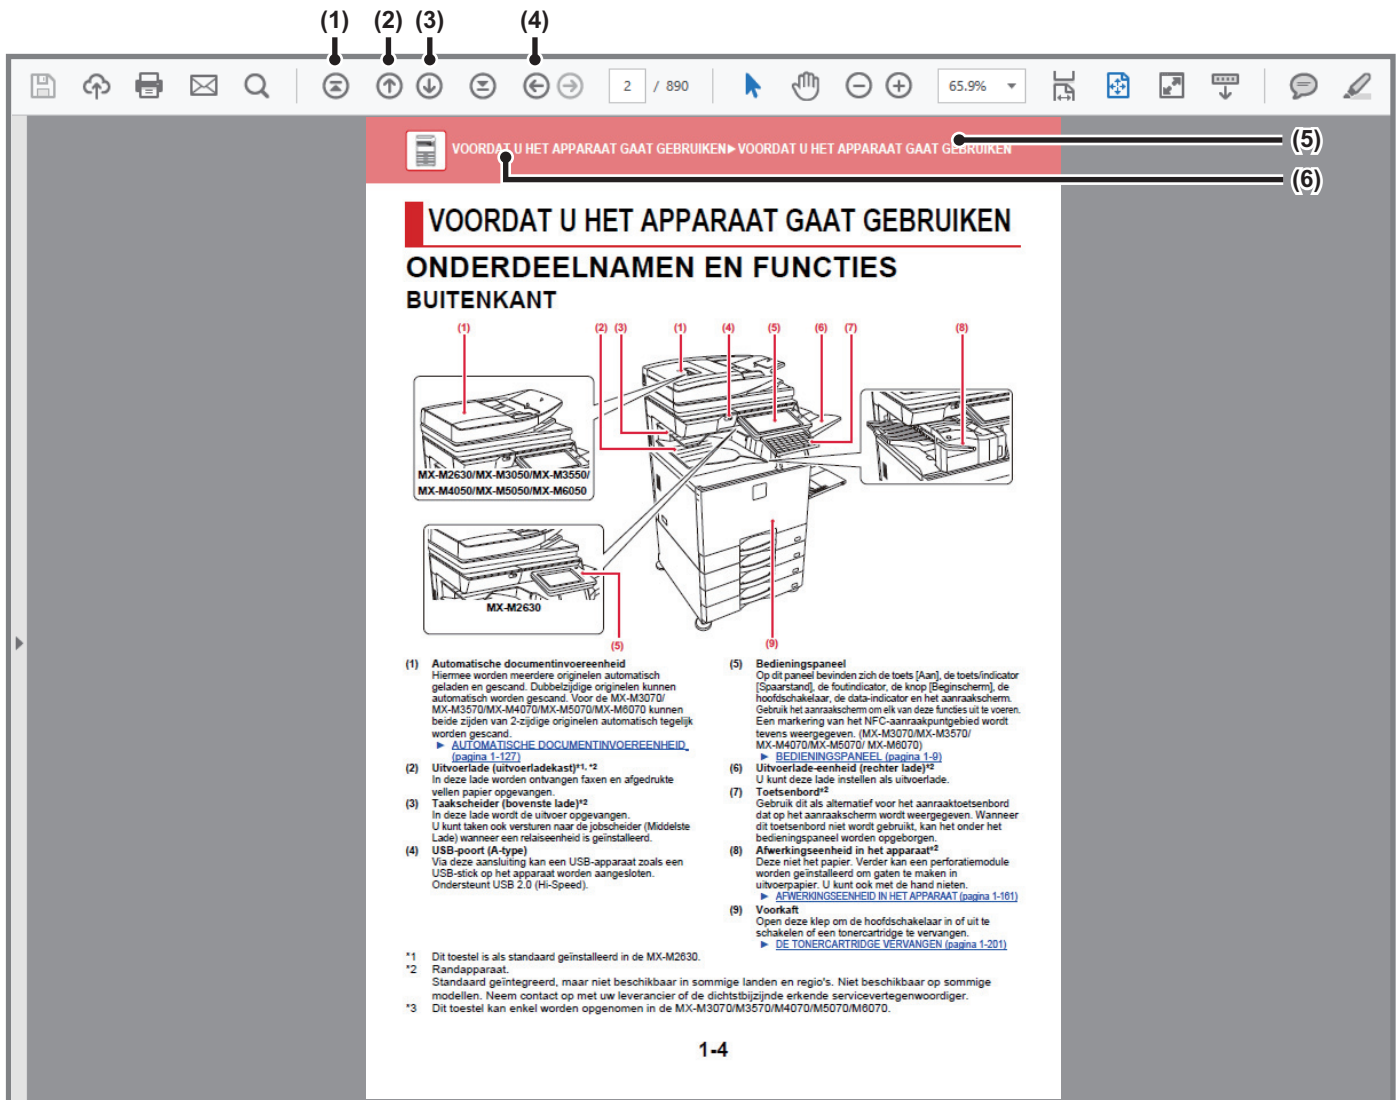 (1) (2) (3) (4)
2 / 890 65.9%
VOORDAT U HET APPARAAT GAAT GEBRUIKEN►VOORDAT U HET APPARAAT GAAT GEBRUIKEN
(5)
(6)
VOORDAT U HET APPARAAT GAAT GEBRUIKEN
ONDERDEELNAMEN EN FUNCTIES
BUITENKANT
(1) (2) (3) (1) (4) (5) (6) (7) (8)
MX-M2630/MX-M3050/MX-M3550/
MX-M4050/MX-M5050/MX-M6050
MX-M2630
(5) (9)
(1) Automatische documentinvoereenheid
Hiermee worden meerdere originelen automatisch
geladen en gescand. Dubbelzijdige originelen kunnen
automatisch worden gescand. Voor de MX-M3070/
MX-M3570/MX-M4070/MX-M5070/MX-M6070 kunnen
beide zijden van 2-zijdige originelen automatisch tegelijk
worden gescand.
► AUTOMATISCHE DOCUMENTINVOEREENHEID
(pagina 1-127)
(2) Uitvoerlade (uitvoerladekast)*1, *2
In deze lade worden ontvangen faxen en afgedrukte
vellen papier opgevangen.
(3) Taakscheider (bovenste lade)*2
In deze lade wordt de uitvoer opgevangen.
U kunt taken ook versturen naar de jobscheider (Middelste
Lade) wanneer een relaiseenheid is geïnstalleerd.
(4) USB-poort (A-type)
Via deze aansluiting kan een USB-apparaat zoals een
USB-stick op het apparaat worden aangesloten.
Ondersteunt USB 2.0 (Hi-Speed).
(5) Bedieningspaneel
Op dit paneel bevinden zich de toets [Aan], de toets/indicator
[Spaarstand], de foutindicator, de knop [Beginscherm], de
hoofdschakelaar, de data-indicator en het aanraakscherm.
Gebruik het aanraakscherm om elk van deze functies uit te voeren.
Een markering van het NFC-aanraakpuntgebied wordt
tevens weergegeven. (MX-M3070/MX-M3570/
MX-M4070/MX-M5070/ MX-M6070)
► BEDIENINGSPANEEL (pagina 1-9)
(6) Uitvoerlade-eenheid (rechter lade)*2
U kunt deze lade instellen als uitvoerlade.
(7) Toetsenbord*2
Gebruik dit als alternatief voor het aanraaktoetsenbord
dat op het aanraakscherm wordt weergegeven. Wanneer
dit toetsenbord niet wordt gebruikt, kan het onder het
bedieningspaneel worden opgeborgen.
(8) Afwerkingseenheid in het apparaat*2
Deze niet het papier. Verder kan een perforatiemodule
worden geïnstalleerd om gaten te maken in
uitvoerpapier. U kunt ook met de hand nieten.
► AFWERKINGSEENHEID IN HET APPARAAT (pagina 1-161)
(9) Voorkaft
Open deze klep om de hoofdschakelaar in of uit te
schakelen of een tonercartridge te vervangen.
► DE TONERCARTRIDGE VERVANGEN (pagina 1-201)
*1 Dit toestel is als standaard geïnstalleerd in de MX-M2630.
*2 Randapparaat.
Standaard geïntegreerd, maar niet beschikbaar in sommige landen en regio's. Niet beschikbaar op sommige
modellen. Neem contact op met uw leverancier of de dichtstbijzijnde erkende servicevertegenwoordiger.
*3 Dit toestel kan enkel worden opgenomen in de MX-M3070/M3570/M4070/M5070/M6070.
1-4